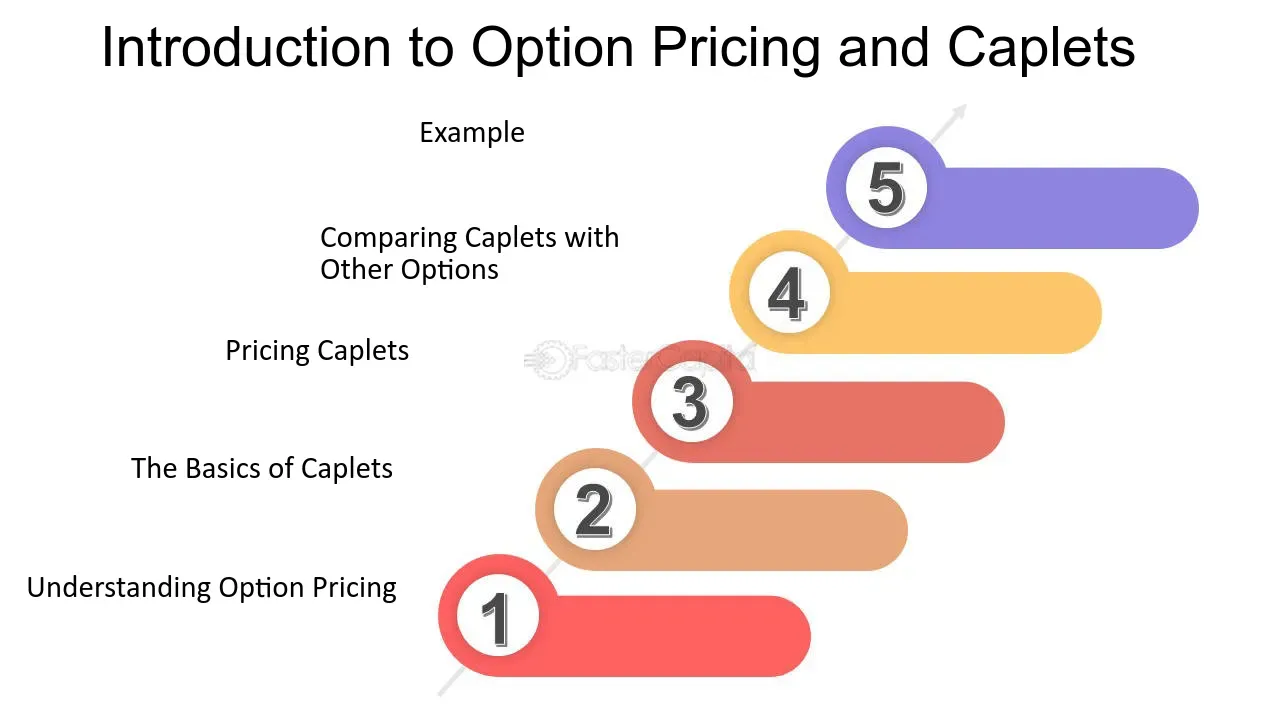 Introduction to Option Pricing and Caplets
Example
5
Comparing Caplets with
Other Options
4
Pricing Caplets
FasterCapital
3
The Basics of Caplets
2
Understanding Option Pricing
1